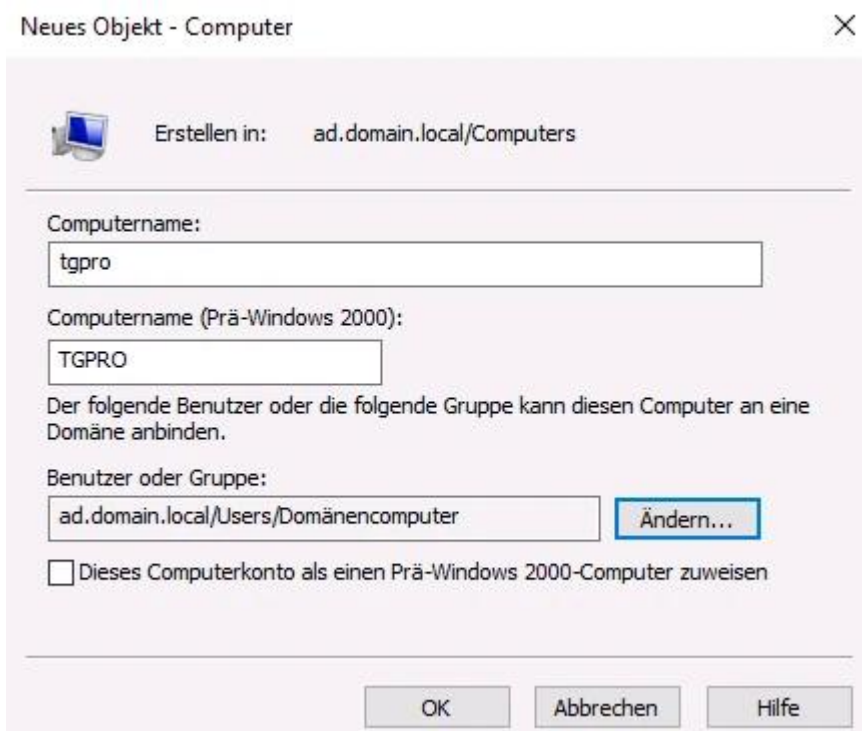 Neues Objekt - Computer
Erstellen in: ad.domain.local/Computers
Computername:
tgpro
Computername (Prä-Windows 2000):
TGPRO
Der folgende Benutzer oder die folgende Gruppe kann diesen Computer an eine
Domäne anbinden.
Benutzer oder Gruppe:
ad.domain.local/Users/Domänencomputer Ändern...
Dieses Computerkonto als einen Prä-Windows 2000-Computer zuweisen
OK Abbrechen Hilfe